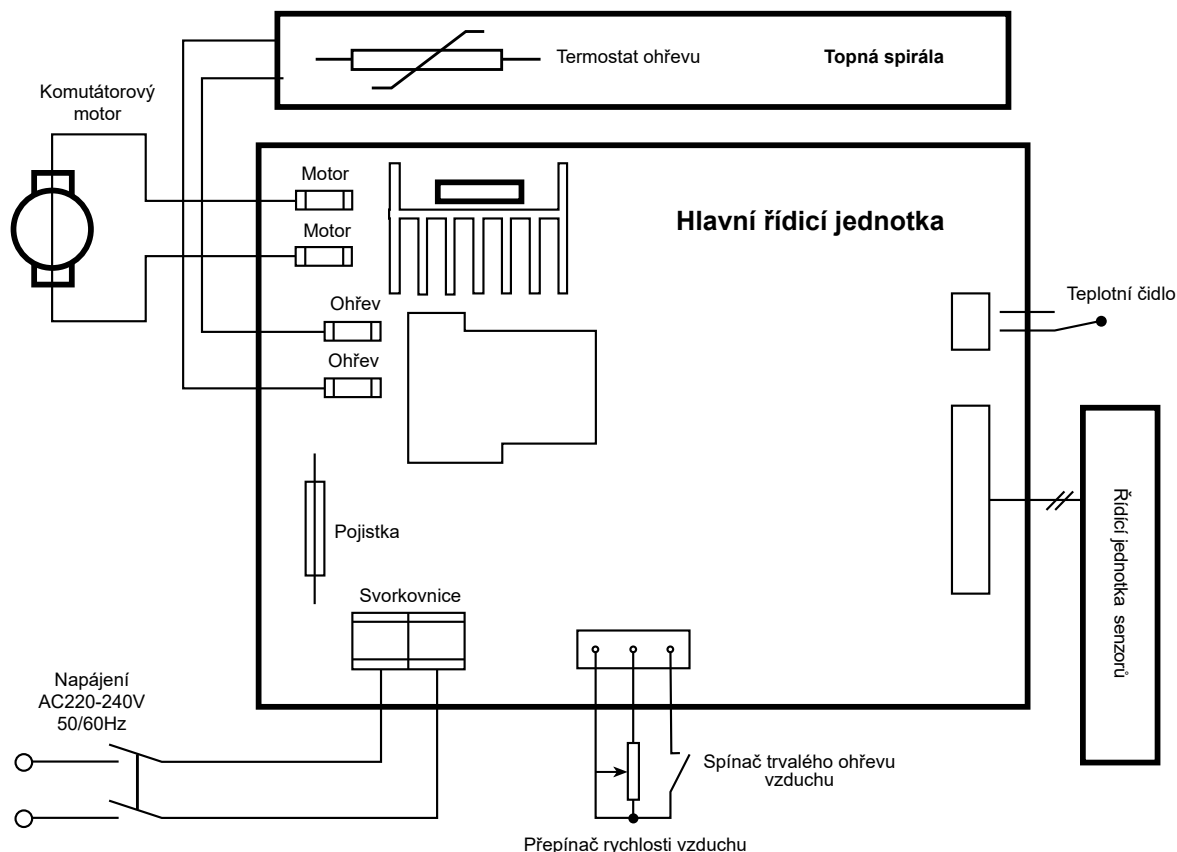 Termostat ohřevu
Topná spirála
Komutátorový
motor
Motor
Hlavní řídicí jednotka
Motor
Teplotní čidlo
Ohřev
Ohřev
Řídící jednotka senzorů
Pojistka
Svorkovnice
Napájení
AC220-240V
50/60Hz
Spínač trvalého ohřevu
vzduchu
Přepínač rychlosti vzduchu